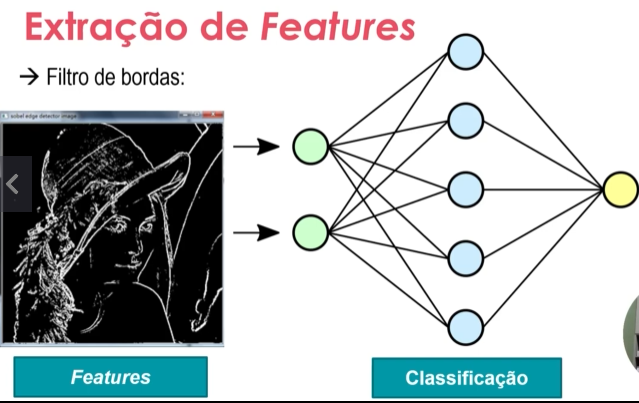 Extração de Features
→ Filtro de bordas:
sobel edge detector image
Features
Classificação